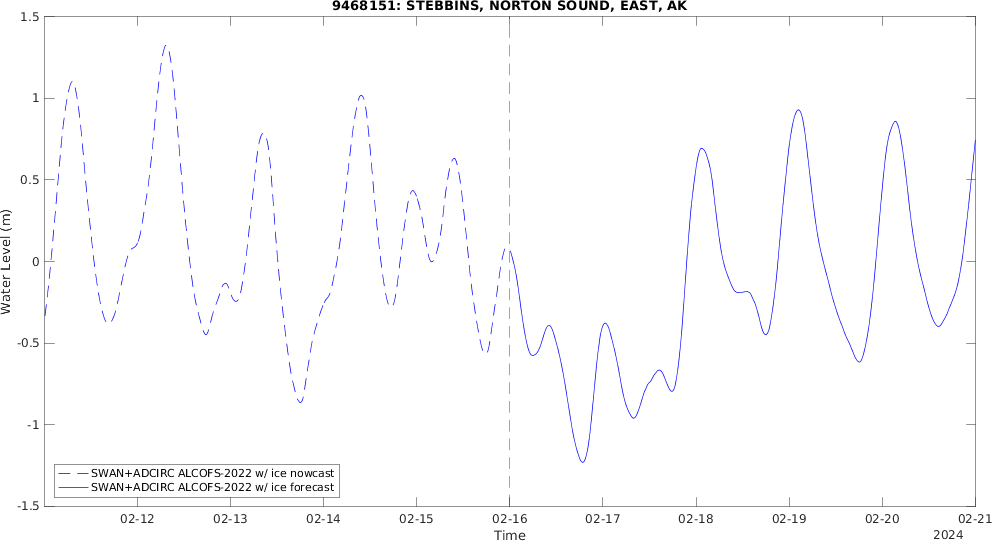 9468151: STEBBINS, NORTON SOUND, EAST, AK
Water Level (m)
1.5
1
0.5
0
-0.5
-1
-1.5
SWAN+ADCIRC ALCOFS-2022 w/ ice nowcast
SWAN+ADCIRC ALCOFS-2022 w/ ice forecast
02-12 02-13 02-14 02-15 02-16 02-17 02-18 02-19 02-20 02-21
Time
2024